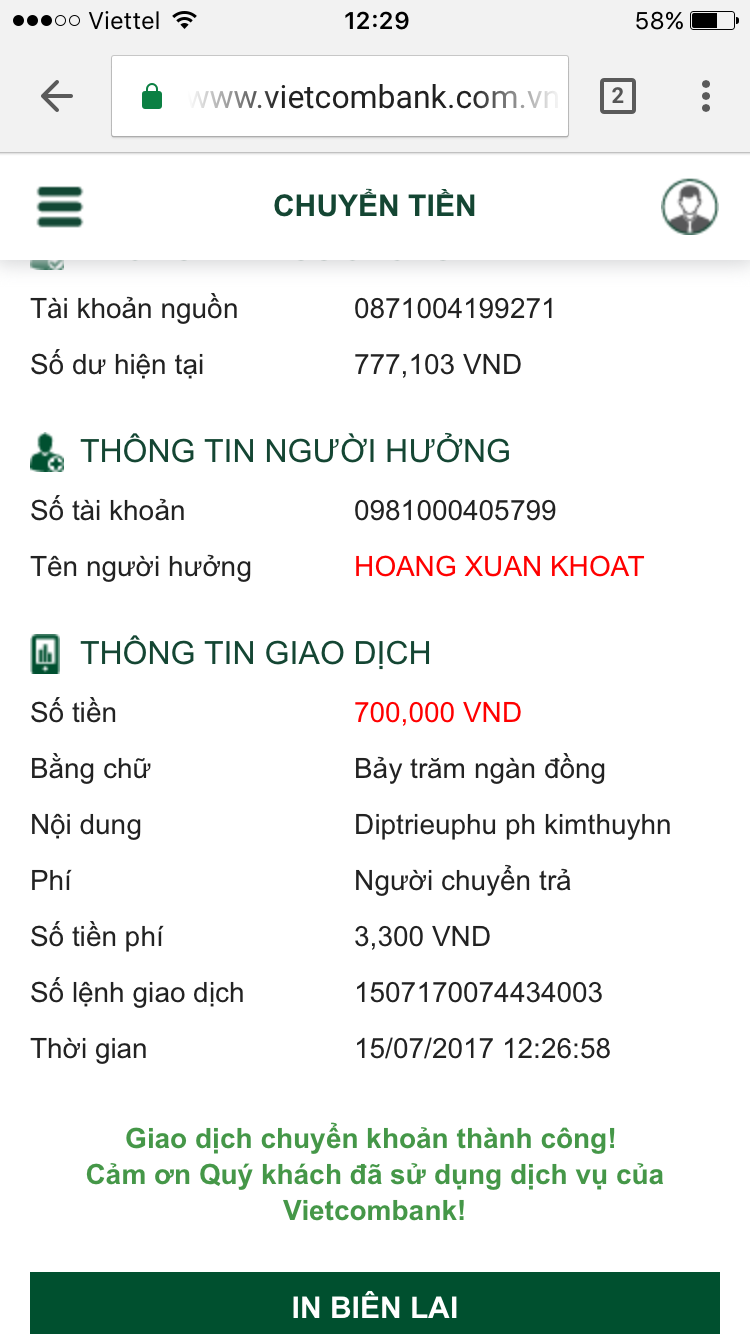 Viettel 12:29 58%
www.vietcombank.com.vn 2
CHUYỂN TIỀN
Tài khoản nguồn 0871004199271
Số dư hiện tại 777,103 VND
THÔNG TIN NGƯỜI HƯỞNG
Số tài khoản 0981000405799
Tên người hưởng HOANG XUAN KHOAT
THÔNG TIN GIAO DỊCH
Số tiền 700,000 VND
Bằng chữ Bảy trăm ngàn đồng
Nội dung Diptrieuphu ph kimthuyhn
Phí Người chuyển trả
Số tiền phí 3,300 VND
Số lệnh giao dịch 1507170074434003
Thời gian 15/07/2017 12:26:58
Giao dịch chuyển khoản thành công!
Cảm ơn Quý khách đã sử dụng dịch vụ của
Vietcombank!
IN BIÊN LAI